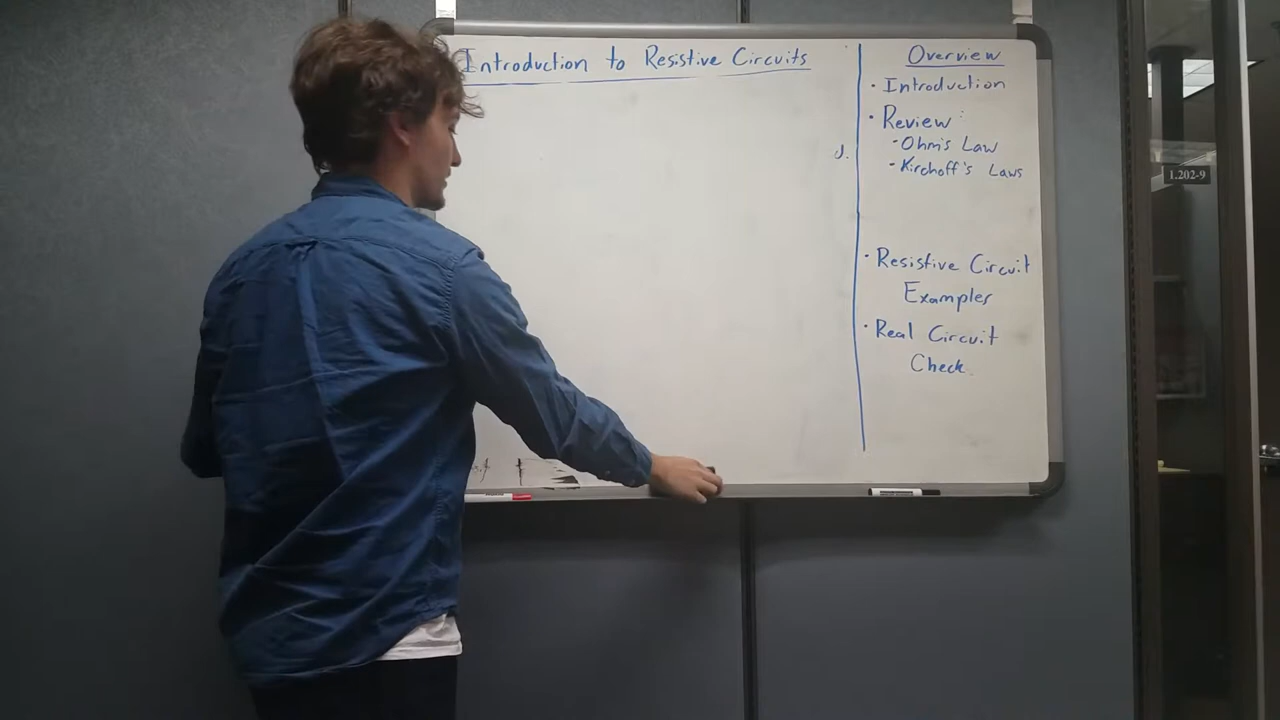 Introduction to Resistive Circuits
Overview
• Introduction
• Review:
- Ohm's Law
- Kirchoff's Laws
• Resistive Circuit
Examples
• Real Circuit
Check
1.202-9